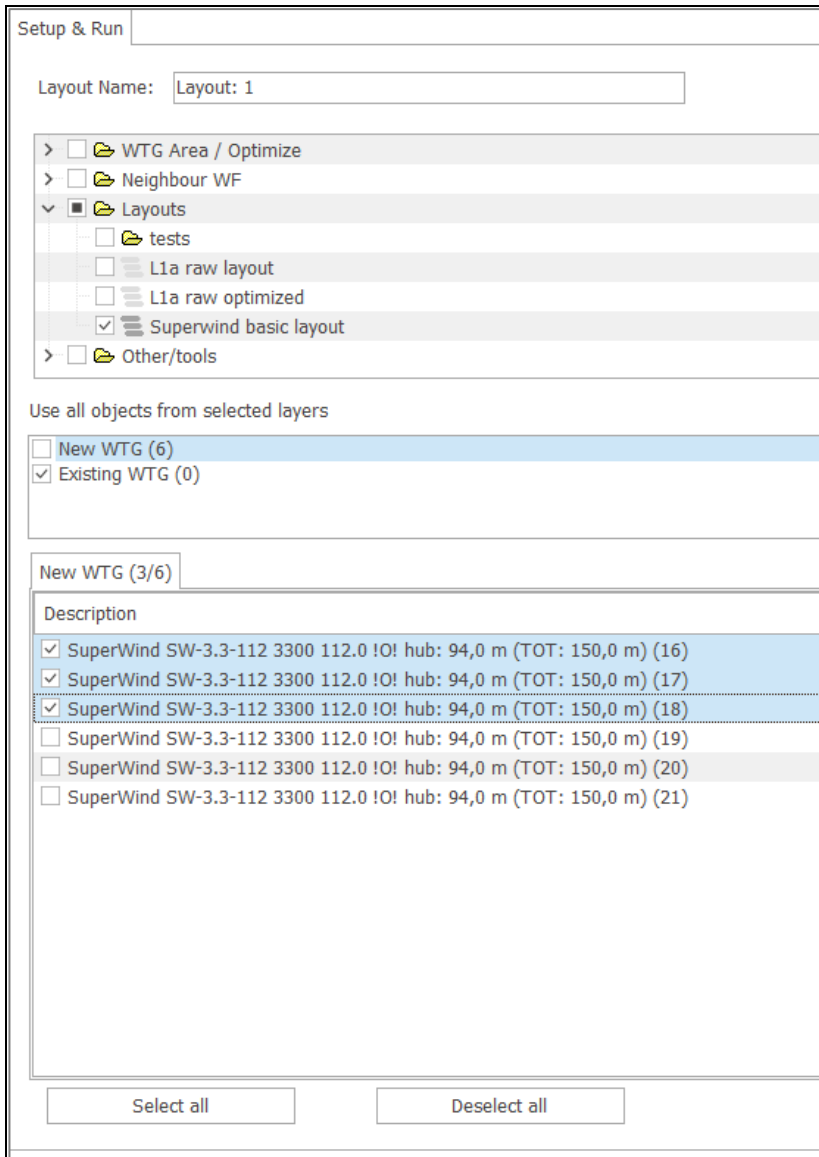 Setup & Run
Layout Name: Layout: 1
WTG Area / Optimize
Neighbour WF
Layouts
tests
L1a raw layout
L1a raw optimized
Superwind basic layout
Other/tools
Use all objects from selected layers
New WTG (6)
Existing WTG (0)
New WTG (3/6)
Description
SuperWind SW-3.3-112 3300 112.0 !O! hub: 94,0 m (TOT: 150,0 m) (16)
SuperWind SW-3.3-112 3300 112.0 !O! hub: 94,0 m (TOT: 150,0 m) (17)
SuperWind SW-3.3-112 3300 112.0 !O! hub: 94,0 m (TOT: 150,0 m) (18)
SuperWind SW-3.3-112 3300 112.0 !O! hub: 94,0 m (TOT: 150,0 m) (19)
SuperWind SW-3.3-112 3300 112.0 !O! hub: 94,0 m (TOT: 150,0 m) (20)
SuperWind SW-3.3-112 3300 112.0 !O! hub: 94,0 m (TOT: 150,0 m) (21)
Select all Deselect all